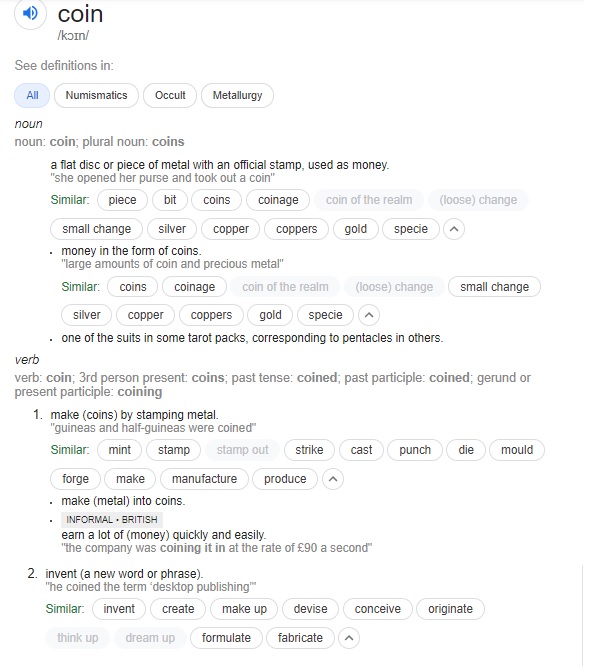 coin
/kɔɪn/
See definitions in:
All Numismatics Occult Metallurgy
noun
noun: coin; plural noun: coins
a flat disc or piece of metal with an official stamp, used as money.
"she opened her purse and took out a coin"
Similar: piece bit coins coinage coin of the realm (loose) change
small change silver copper coppers gold specie
• money in the form of coins.
"large amounts of coin and precious metal"
Similar: coins coinage coin of the realm (loose) change small change
silver copper coppers gold specie
• one of the suits in some tarot packs, corresponding to pentacles in others.
verb
verb: coin; 3rd person present: coins; past tense: coined; past participle: coined; gerund or
present participle: coining
1. make (coins) by stamping metal.
"guineas and half-guineas were coined"
Similar: mint stamp stamp out strike cast punch die mould
forge make manufacture produce
• make (metal) into coins.
• INFORMAL • BRITISH
earn a lot of (money) quickly and easily.
"the company was coining it in at the rate of £90 a second"
2. invent (a new word or phrase).
"he coined the term 'desktop publishing'"
Similar: invent create make up devise conceive originate
think up dream up formulate fabricate